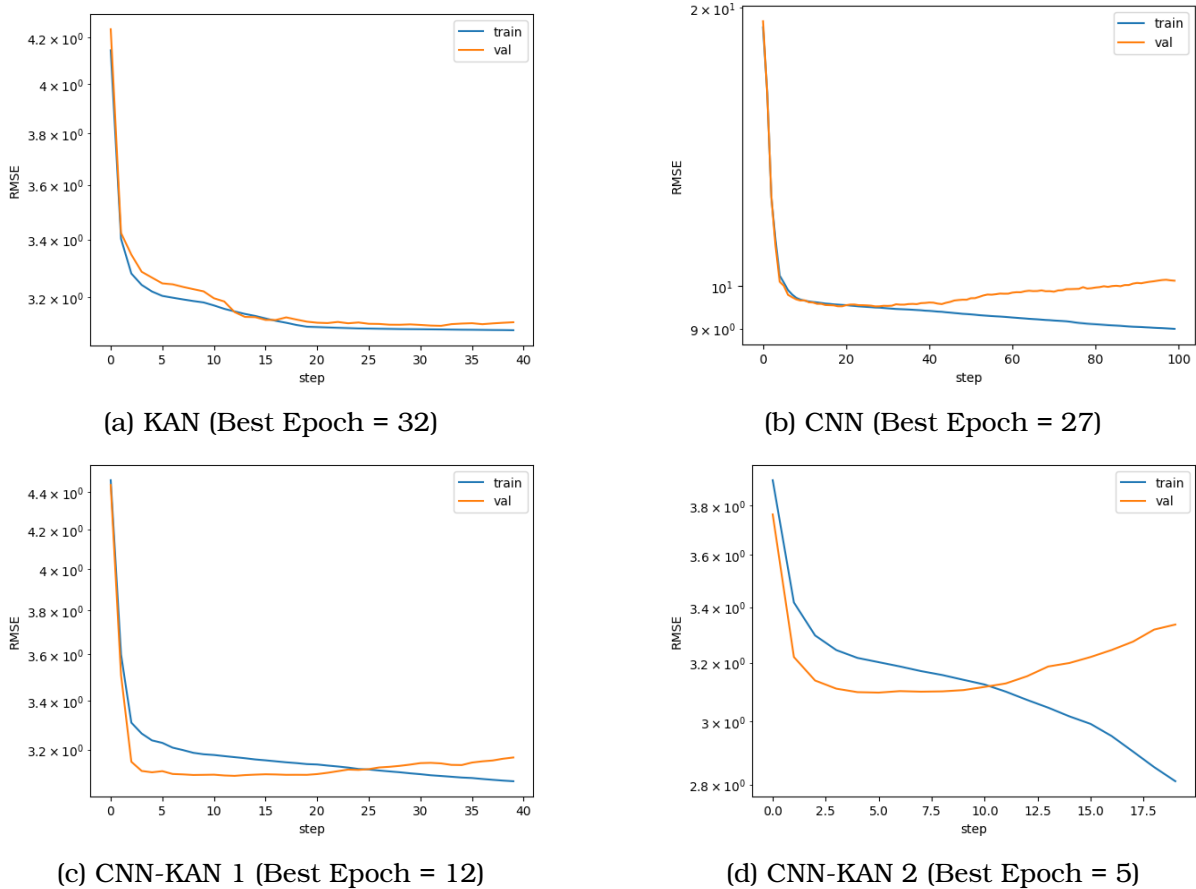 4.2 × 10⁰
4 × 10⁰
3.8 × 10⁰
3.6 × 10⁰
3.4 × 10⁰
3.2 × 10⁰
RMSE
train
val
0 5 10 15 20 25 30 35 40
step
(a) KAN (Best Epoch = 32)
2 × 10¹
10¹
9 × 10⁰
RMSE
train
val
0 20 40 60 80 100
step
(b) CNN (Best Epoch = 27)
4.4 × 10⁰
4.2 × 10⁰
4 × 10⁰
3.8 × 10⁰
3.6 × 10⁰
3.4 × 10⁰
3.2 × 10⁰
RMSE
train
val
0 5 10 15 20 25 30 35 40
step
(c) CNN-KAN 1 (Best Epoch = 12)
3.8 × 10⁰
3.6 × 10⁰
3.4 × 10⁰
3.2 × 10⁰
3 × 10⁰
2.8 × 10⁰
RMSE
train
val
0.0 2.5 5.0 7.5 10.0 12.5 15.0 17.5
step
(d) CNN-KAN 2 (Best Epoch = 5)